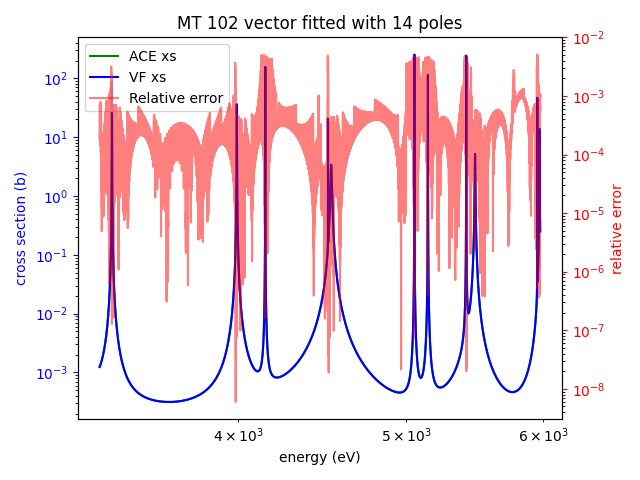 MT 102 vector fitted with 14 poles
ACE xs
VF xs
Relative error
cross section (b)
10²
10¹
10⁰
10⁻¹
10⁻²
10⁻³
10⁻²
10⁻³
10⁻⁴
10⁻⁵
10⁻⁶
10⁻⁷
10⁻⁸
relative error
4 × 10³
5 × 10³
6 × 10³
energy (eV)